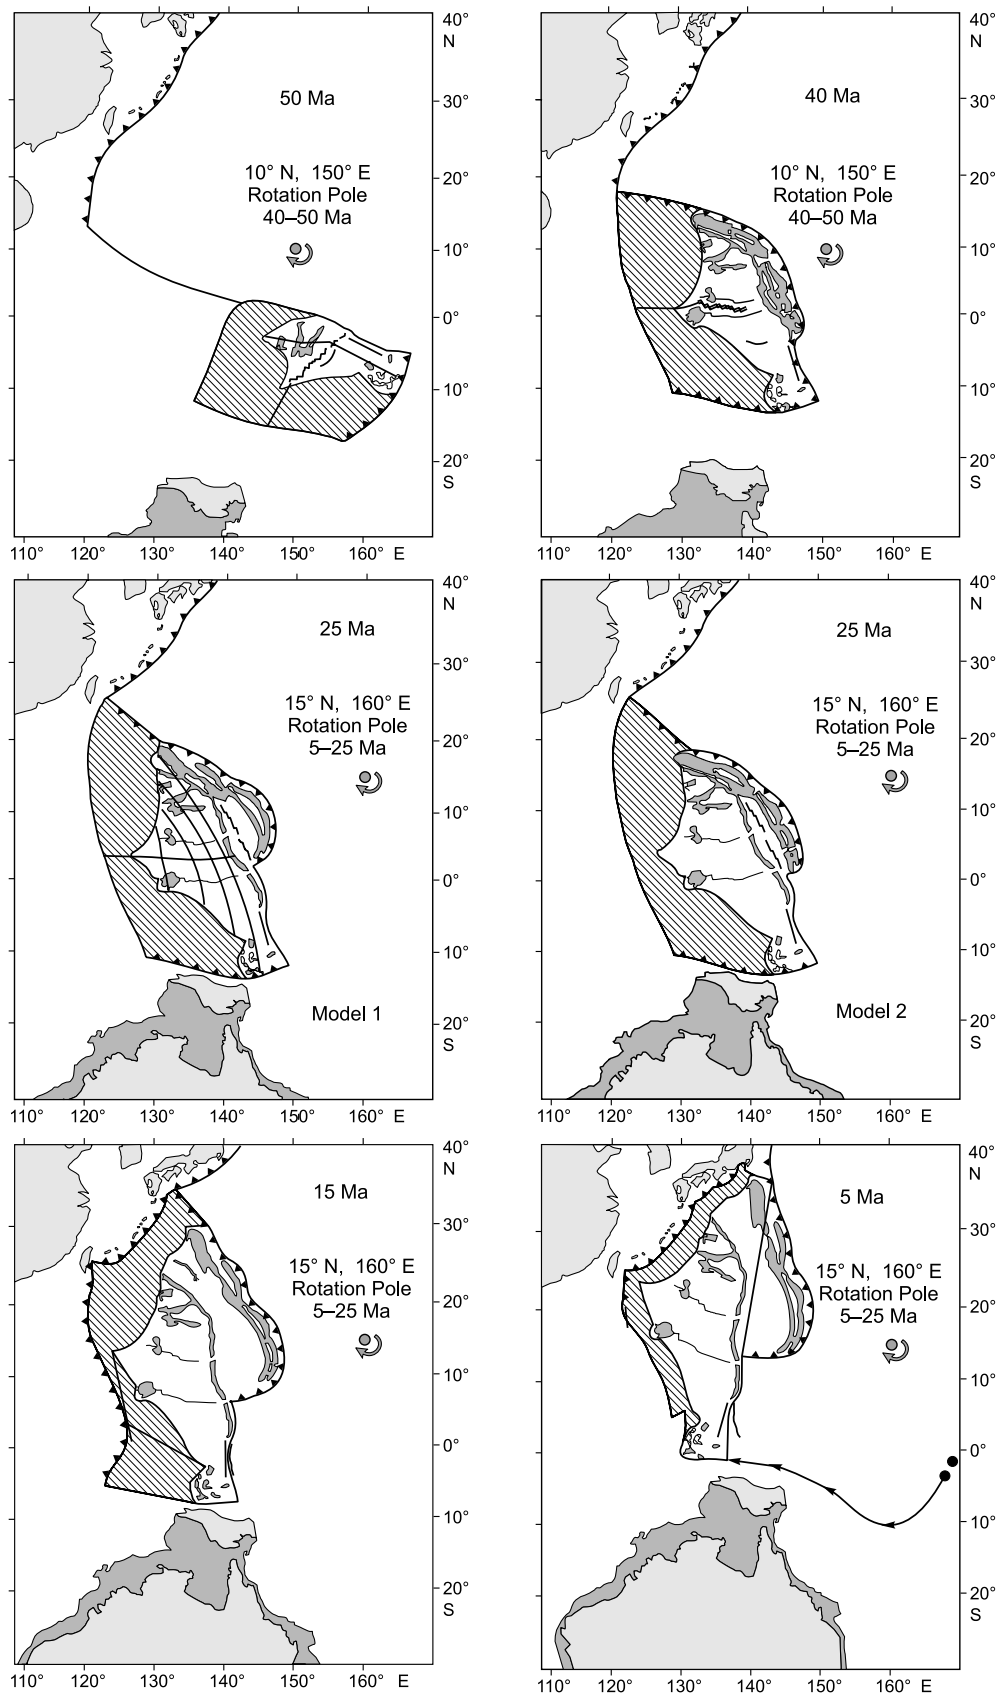 40°
N
50 Ma
30°
10° N, 150° E
Rotation Pole
40–50 Ma
20°
10°
0°
10°
20°
S
110° 120° 130° 140° 150° 160° E
40°
N
40 Ma
30°
10° N, 150° E
Rotation Pole
40–50 Ma
20°
10°
0°
10°
20°
S
110° 120° 130° 140° 150° 160° E
40°
N
25 Ma
30°
15° N, 160° E
Rotation Pole
5–25 Ma
20°
10°
0°
10°
Model 1
20°
S
110° 120° 130° 140° 150° 160° E
40°
N
25 Ma
30°
15° N, 160° E
Rotation Pole
5–25 Ma
20°
10°
0°
10°
Model 2
20°
S
110° 120° 130° 140° 150° 160° E
40°
N
15 Ma
30°
15° N, 160° E
Rotation Pole
5–25 Ma
20°
10°
0°
10°
20°
S
110° 120° 130° 140° 150° 160° E
40°
N
5 Ma
30°
15° N, 160° E
Rotation Pole
5–25 Ma
20°
10°
0°
10°
20°
S
110° 120° 130° 140° 150° 160° E